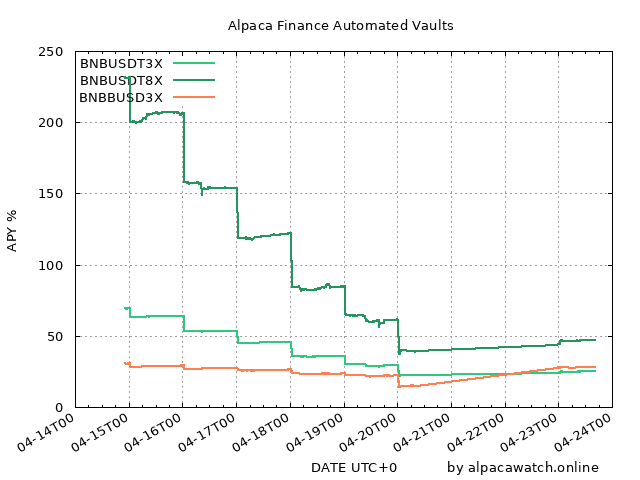 Alpaca Finance Automated Vaults
250
200
150
100
50
0
APY %
BNBUSDT3X
BNBUSDT8X
BNBBUSD3X
04-14T00
04-15T00
04-16T00
04-17T00
04-18T00
04-19T00
04-20T00
04-21T00
04-22T00
04-23T00
04-24T00
DATE UTC+0
by alpacawatch.online